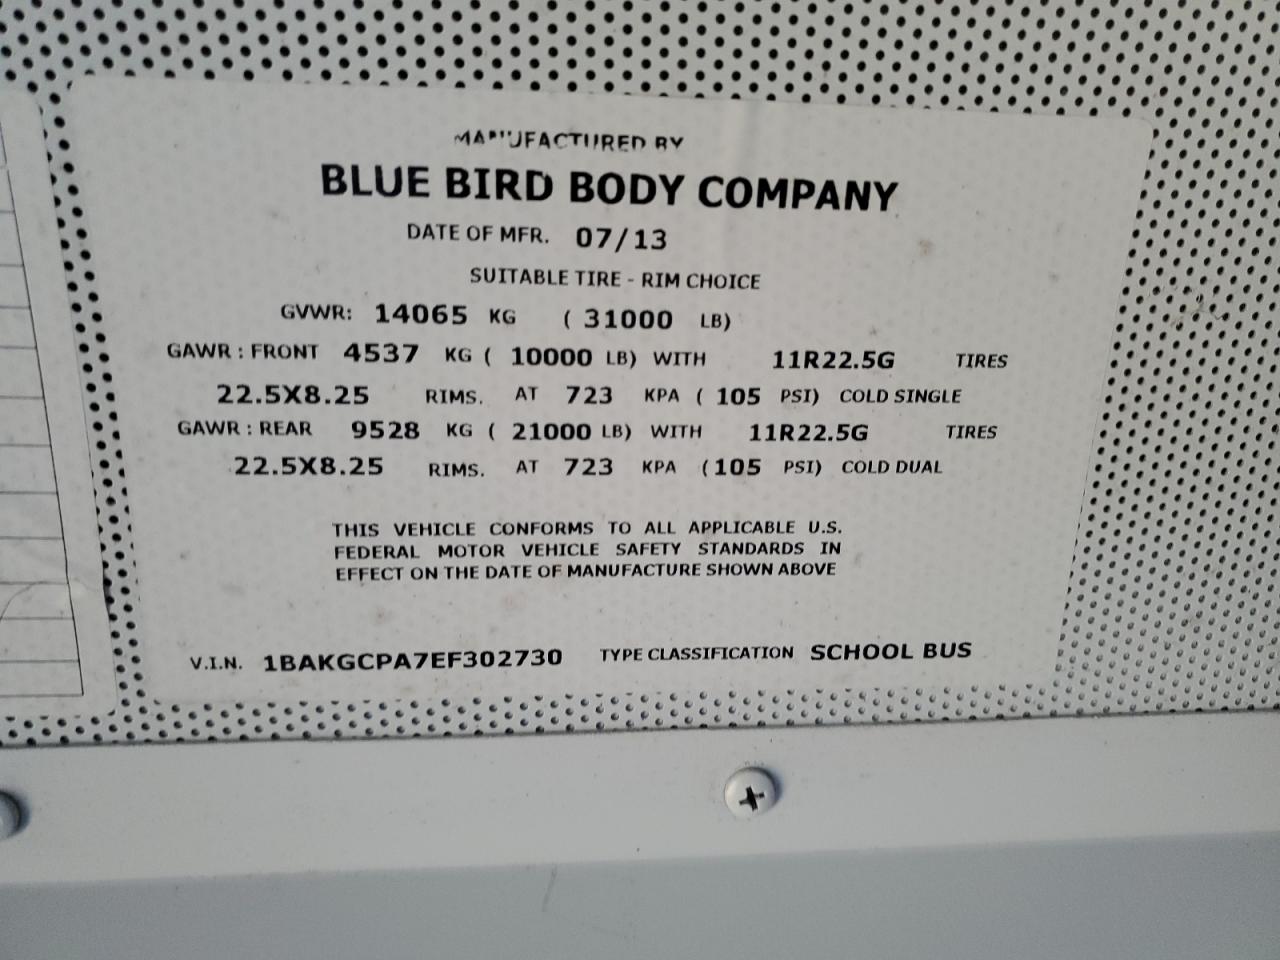 MANUFACTURED BY
BLUE BIRD BODY COMPANY
DATE OF MFR. 07/13
SUITABLE TIRE - RIM CHOICE
GVWR: 14065 KG ( 31000 LB)
GAWR : FRONT 4537 KG ( 10000 LB) WITH 11R22.5G TIRES
22.5X8.25 RIMS. AT 723 KPA ( 105 PSI) COLD SINGLE
GAWR : REAR 9528 KG ( 21000 LB) WITH 11R22.5G TIRES
22.5X8.25 RIMS. AT 723 KPA (105 PSI) COLD DUAL
THIS VEHICLE CONFORMS TO ALL APPLICABLE U.S.
FEDERAL MOTOR VEHICLE SAFETY STANDARDS IN
EFFECT ON THE DATE OF MANUFACTURE SHOWN ABOVE
V.I.N. 1BAKGCPA7EF302730 TYPE CLASSIFICATION SCHOOL BUS